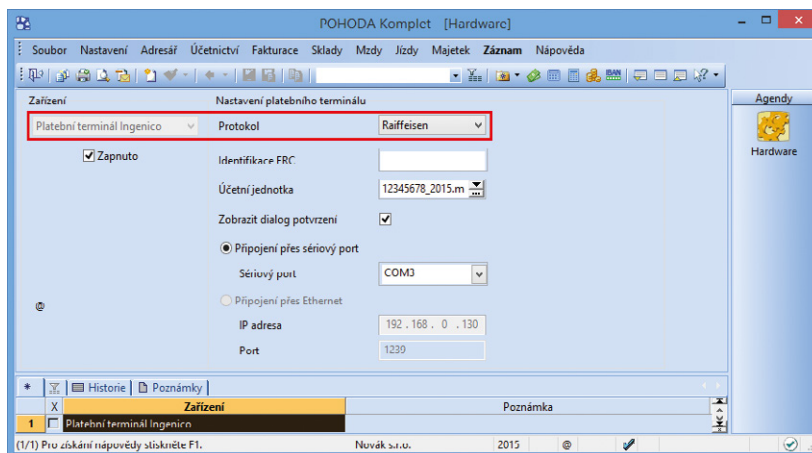 POHODA Komplet [Hardware]
Soubor Nastavení Adresář Účetnictví Fakturace Sklady Mzdy Jízdy Majetek Záznam Nápověda
Zařízení Nastavení platebního terminálu
Agendy
Platební terminál Ingenico Protokol Raiffeisen
Hardware
Zapnuto Identifikace ERC
Účetní jednotka 12345678_2015.m
Zobrazit dialog potvrzení
Připojení přes sériový port
Sériový port COM3
@ Připojení přes Ethernet
IP adresa 192 . 168 . 0 . 130
Port 1239
* Historie Poznámky
X Zařízení Poznámka
1 Platební terminál Ingenico
(1/1) Pro získání nápovědy stiskněte F1. Novák s.r.o. 2015 @